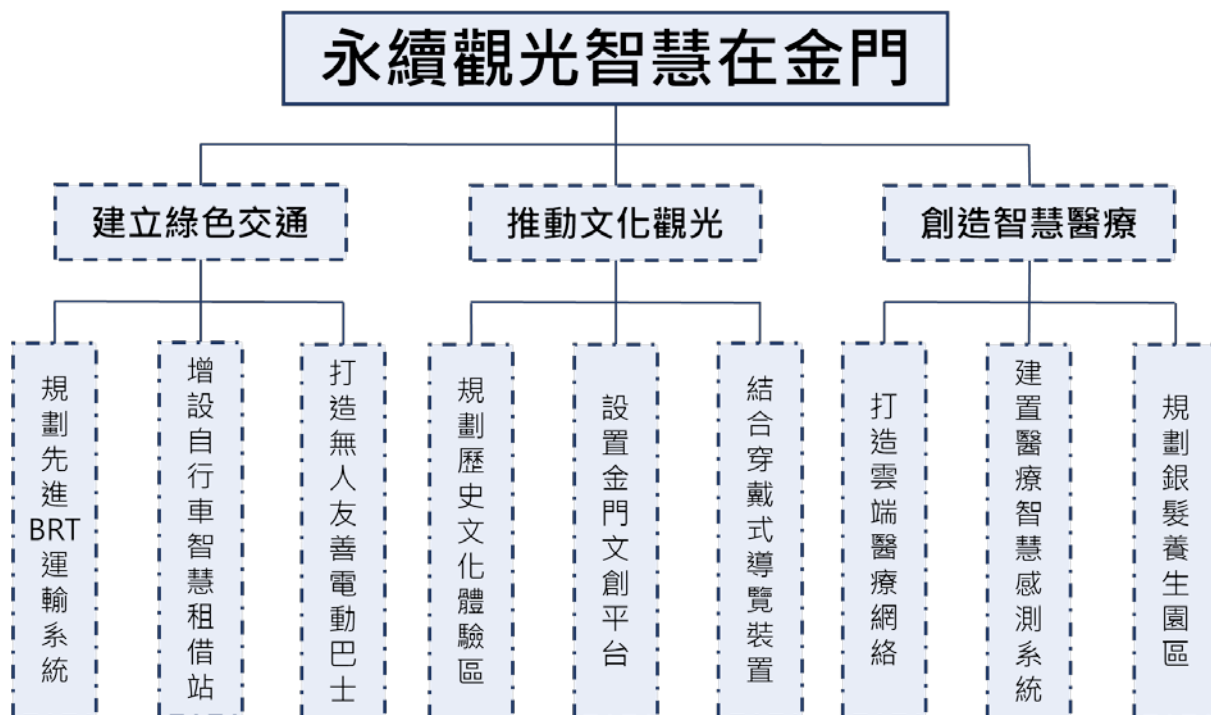 永續觀光智慧在金門
建立綠色交通
推動文化觀光
創造智慧醫療
規劃先進BRT運輸系統
增設自行車智慧租借站
打造無人友善電動巴士
規劃歷史文化體驗區
設置金門文創平台
結合穿戴式導覽裝置
打造雲端醫療網絡
建置醫療智慧感測系統
規劃銀髮養生園區